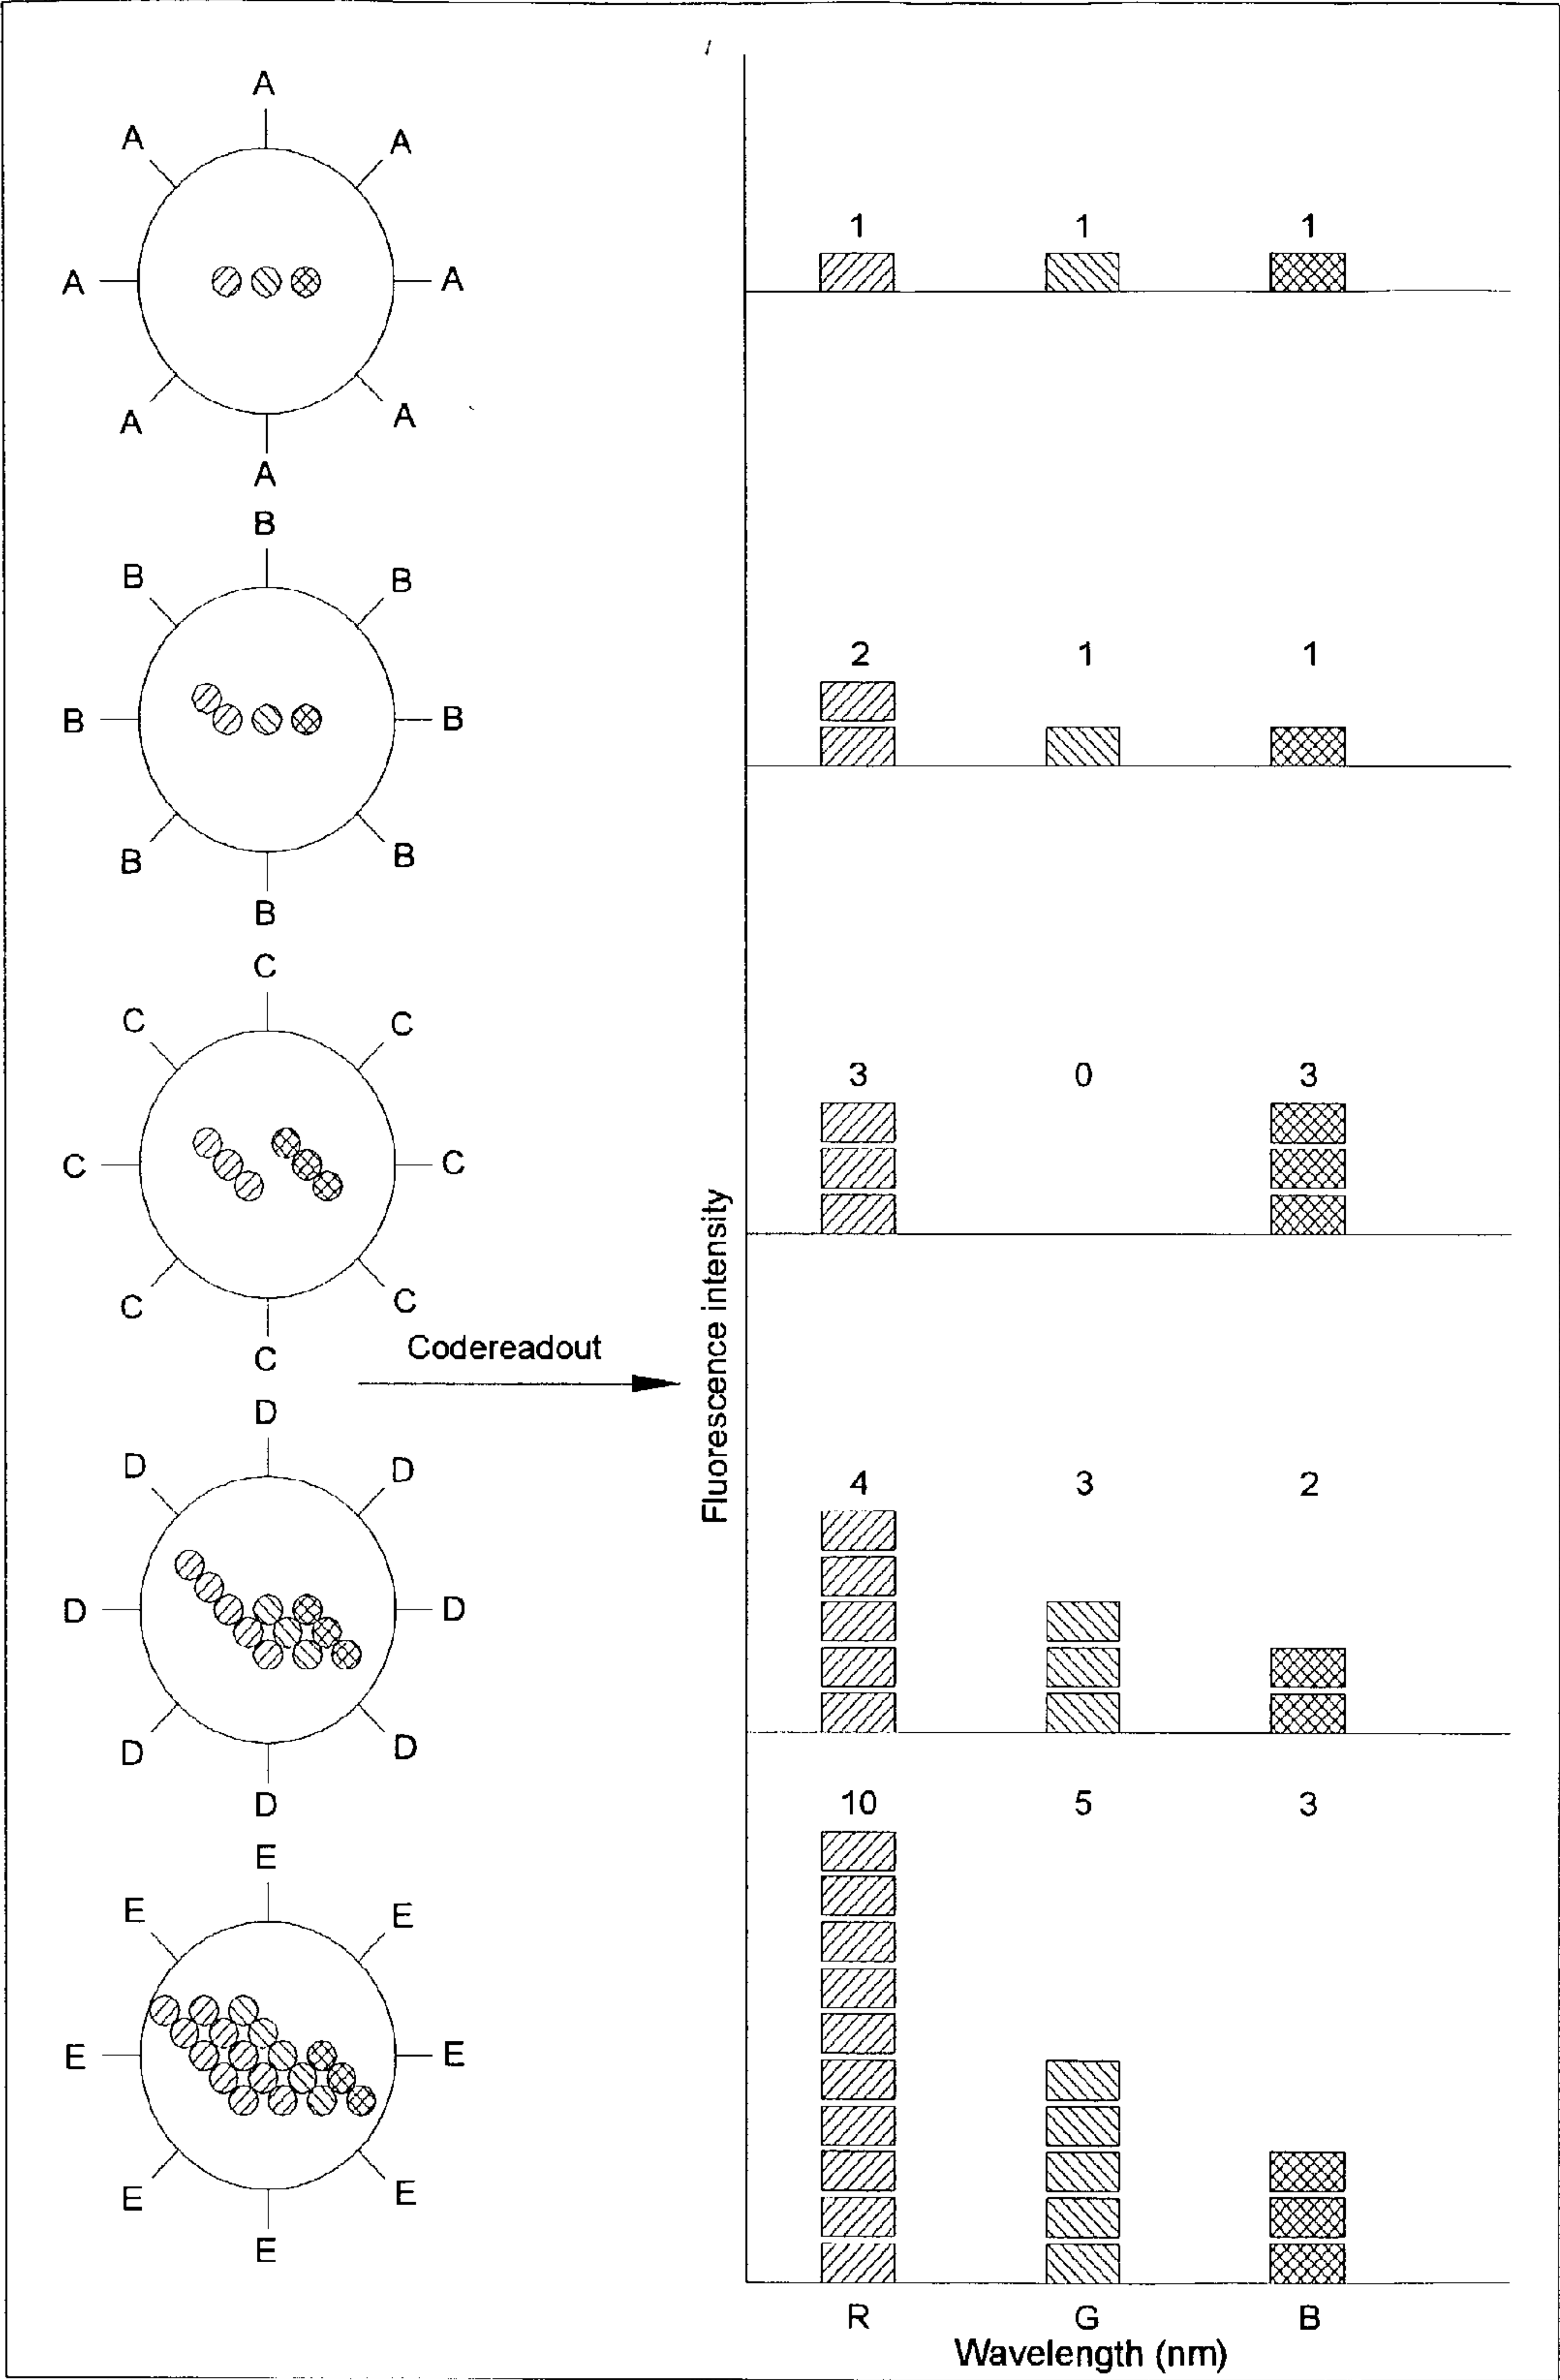 A
A A
A A
A A
A
B
B B
B B
B B
B
C
C C
C C
C C
C
D
D D
D D
D D
D
E
E E
E E
E E
E
Codereadout
Fluorescence intensity
1 1 1
2 1 1
3 0 3
4 3 2
10 5 3
R G B
Wavelength (nm)